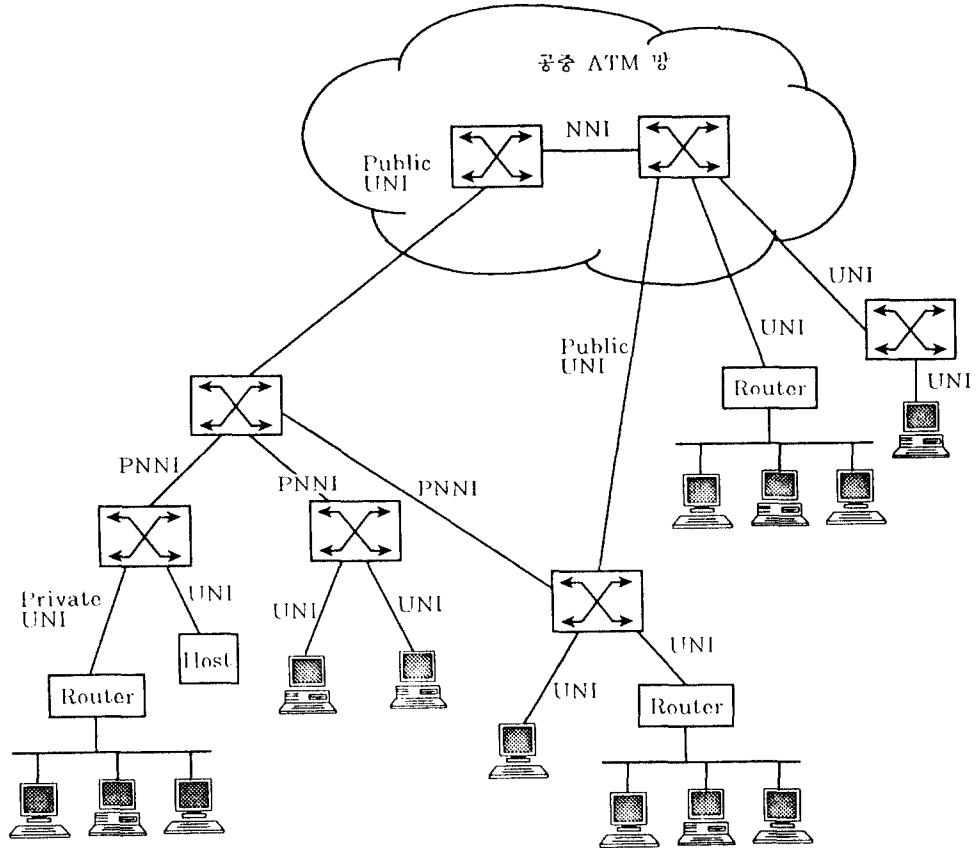 공중 ATM 망
NNI
Public
UNI
UNI
Public
UNI
UNI
Router
UNI
PNNI
PNNI
PNNI
Private
UNI
UNI
Host
UNI
UNI
UNI
UNI
Router
Router